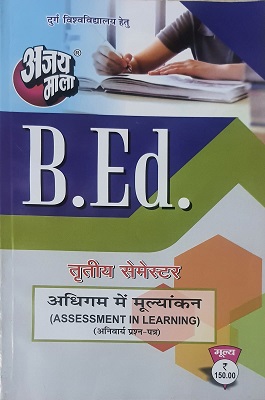 दुर्ग विश्वविद्यालय हेतु
अजय®
माला
B.Ed.
तृतीय सेमेस्टर
अधिगम में मूल्यांकन
(ASSESSMENT IN LEARNING)
(अनिवार्य प्रश्न-पत्र)
मूल्य
₹
150.00